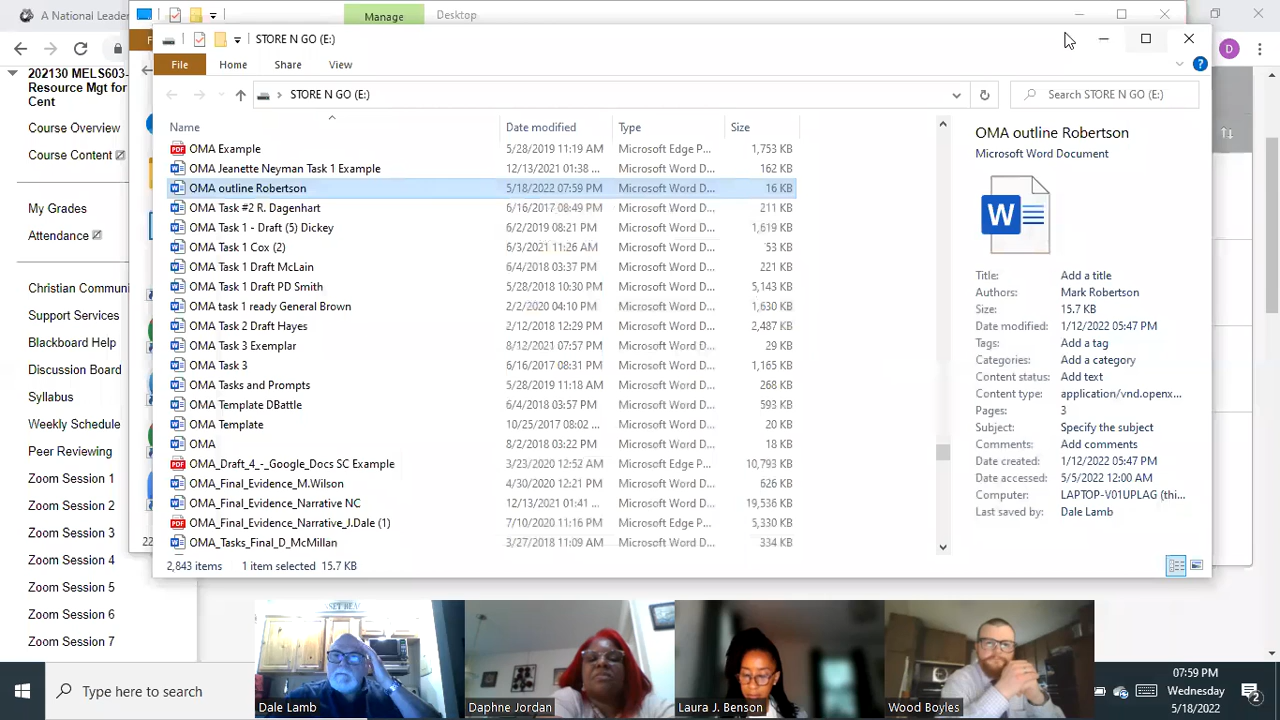 A National Leader
Manage
Desktop
STORE N GO (E:)
D
File
Home
Share
View
?
STORE N GO (E:)
Search STORE N GO (E:)
202130 MELS603-
Resource Mgt for
Cent
Course Overview
Course Content
My Grades
Attendance
Christian Commun
Support Services
Blackboard Help
Discussion Board
Syllabus
Weekly Schedule
Peer Reviewing
Zoom Session 1
Zoom Session 2
Zoom Session 3
Zoom Session 4
Zoom Session 5
Zoom Session 6
Zoom Session 7
Name Date modified Type Size
OMA Example 5/28/2019 11:19 AM Microsoft Edge P... 1,753 KB
OMA Jeanette Neyman Task 1 Example 12/13/2021 01:38 ... Microsoft Word D... 162 KB
OMA outline Robertson 5/18/2022 07:59 PM Microsoft Word D... 16 KB
OMA Task #2 R. Dagenhart 6/16/2017 08:49 PM Microsoft Word D... 211 KB
OMA Task 1 - Draft (5) Dickey 6/2/2019 08:21 PM Microsoft Word D... 1,619 KB
OMA Task 1 Cox (2) 6/3/2021 11:26 AM Microsoft Word D... 53 KB
OMA Task 1 Draft McLain 6/4/2018 03:37 PM Microsoft Word D... 221 KB
OMA Task 1 Draft PD Smith 5/28/2018 10:30 PM Microsoft Word D... 5,143 KB
OMA task 1 ready General Brown 2/2/2020 04:10 PM Microsoft Word D... 1,630 KB
OMA Task 2 Draft Hayes 2/12/2018 12:29 PM Microsoft Word D... 2,487 KB
OMA Task 3 Exemplar 8/12/2021 07:57 PM Microsoft Word D... 29 KB
OMA Task 3 6/16/2017 08:31 PM Microsoft Word D... 1,165 KB
OMA Tasks and Prompts 5/28/2019 11:18 AM Microsoft Word D... 268 KB
OMA Template DBattle 6/4/2018 03:57 PM Microsoft Word D... 593 KB
OMA Template 10/25/2017 08:02 ... Microsoft Word D... 20 KB
OMA 8/2/2018 03:22 PM Microsoft Word D... 18 KB
OMA_Draft_4_-_Google_Docs SC Example 3/23/2020 12:52 AM Microsoft Edge P... 10,793 KB
OMA_Final_Evidence_M.Wilson 4/30/2020 12:21 PM Microsoft Word D... 626 KB
OMA_Final_Evidence_Narrative NC 12/13/2021 01:41 ... Microsoft Word D... 19,536 KB
OMA_Final_Evidence_Narrative_J.Dale (1) 7/10/2020 11:16 PM Microsoft Edge P... 5,330 KB
OMA_Tasks_Final_D_McMillan 3/27/2018 11:09 AM Microsoft Word D... 334 KB
22
2,843 items 1 item selected 15.7 KB
OMA outline Robertson
Microsoft Word Document
W
Title: Add a title
Authors: Mark Robertson
Size: 15.7 KB
Date modified: 1/12/2022 05:47 PM
Tags: Add a tag
Categories: Add a category
Content status: Add text
Content type: application/vnd.openx...
Pages: 3
Subject: Specify the subject
Comments: Add comments
Date created: 1/12/2022 05:47 PM
Date accessed: 5/5/2022 12:00 AM
Computer: LAPTOP-V01UPLAG (thi...
Last saved by: Dale Lamb
Dale Lamb
Daphne Jordan
Laura J. Benson
Wood Boyles
Type here to search
07:59 PM
Wednesday
5/18/2022
2